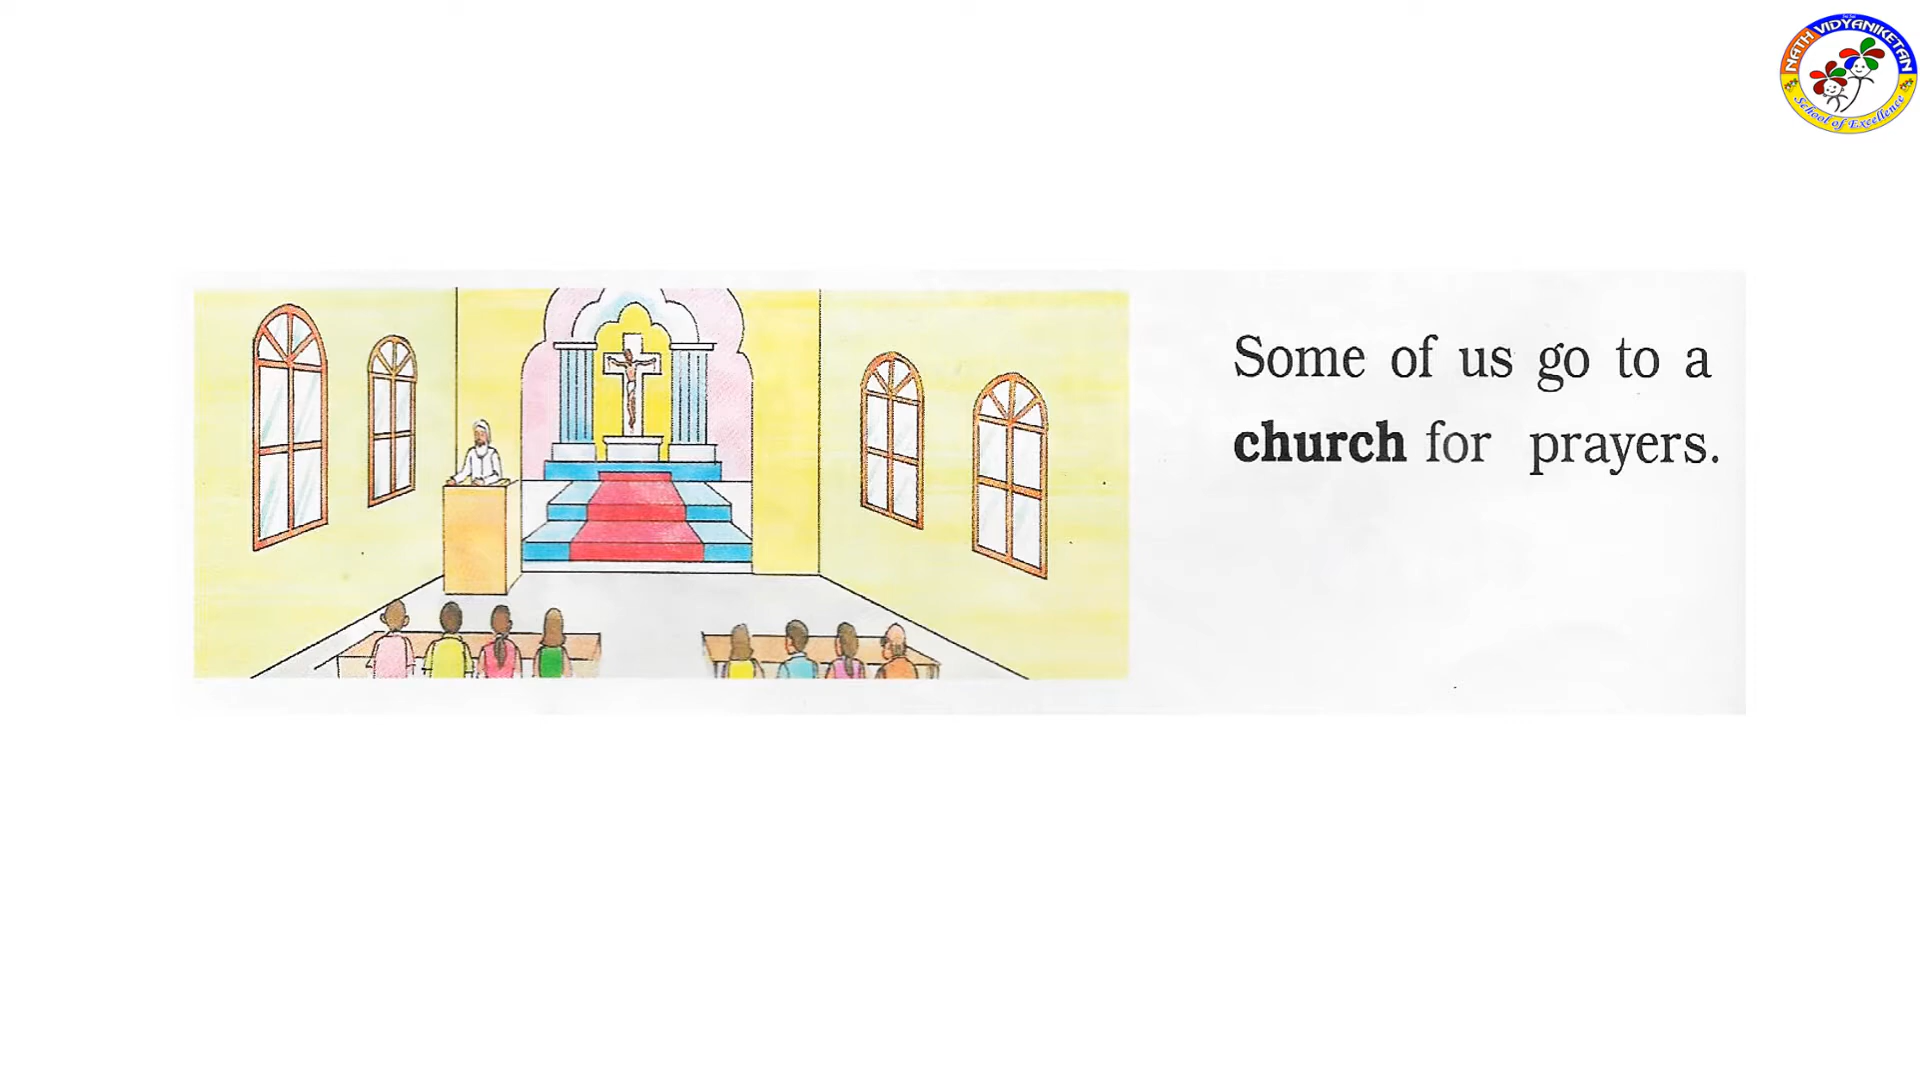 NATH VIDYANIKETAN
School of Excellence
Some of us go to a
church for prayers.